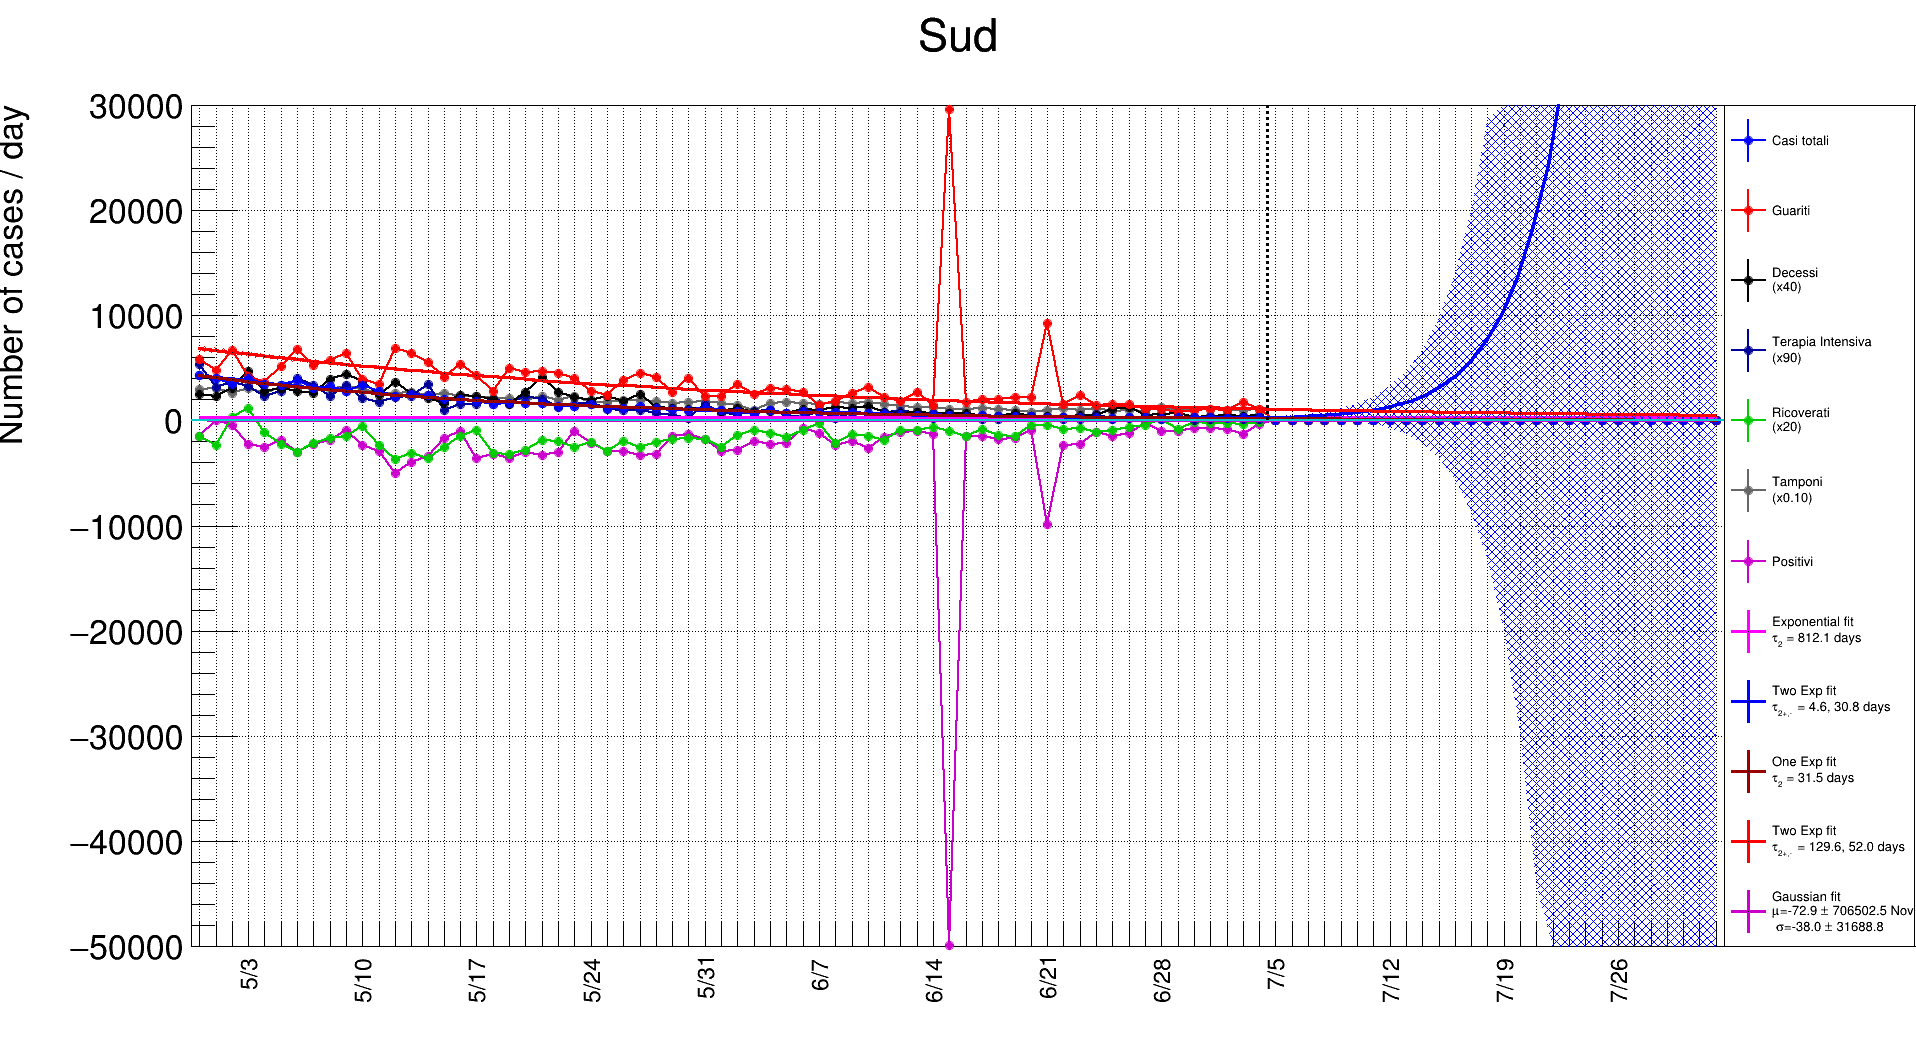 Sud
Number of cases / day
30000
20000
10000
0
−10000
−20000
−30000
−40000
−50000
5/3
5/10
5/17
5/24
5/31
6/7
6/14
6/21
6/28
7/5
7/12
7/19
7/26
Casi totali
Guariti
Decessi
(x40)
Terapia Intensiva
(x90)
Ricoverati
(x20)
Tamponi
(x0.10)
Positivi
Exponential fit
τ2 = 812.1 days
Two Exp fit
τ2+,- = 4.6, 30.8 days
One Exp fit
τ2 = 31.5 days
Two Exp fit
τ2+,- = 129.6, 52.0 days
Gaussian fit
μ=-72.9 ± 706502.5 Nov
σ=-38.0 ± 31688.8